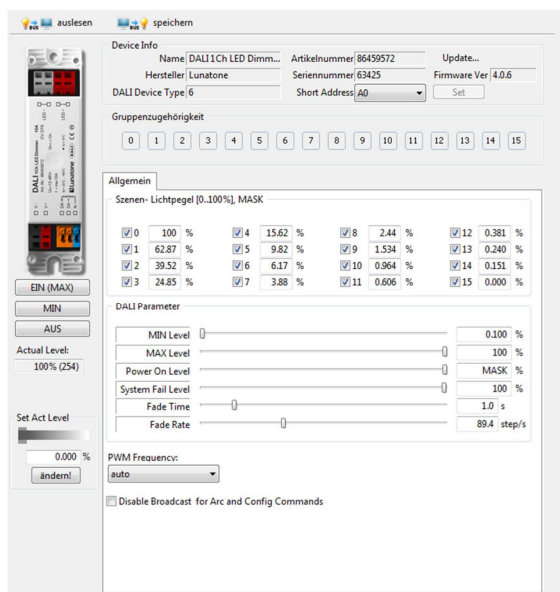 auslesen speichern
Device Info
Name DALI 1Ch LED Dimm... Artikelnummer 86459572 Update...
Hersteller Lunatone Seriennummer 63425 Firmware Ver 4.0.6
DALI Device Type 6 Short Address A0 Set
Gruppenzugehörigkeit
0 1 2 3 4 5 6 7 8 9 10 11 12 13 14 15
Allgemein
Szenen- Lichtpegel [0..100%], MASK
0 100 % 4 15.62 % 8 2.44 % 12 0.381 %
1 62.87 % 5 9.82 % 9 1.534 % 13 0.240 %
2 39.52 % 6 6.17 % 10 0.964 % 14 0.151 %
3 24.85 % 7 3.88 % 11 0.606 % 15 0.000 %
EIN (MAX)
MIN
AUS
Actual Level:
100% (254)
DALI Parameter
MIN Level 0.100 %
MAX Level 100 %
Power On Level MASK %
System Fail Level 100 %
Fade Time 1.0 s
Fade Rate 89.4 step/s
Set Act Level
0.000 %
ändern!
PWM Frequency:
auto
Disable Broadcast for Arc and Config Commands
DALI 1Ch LED Dimmer
Lunatone